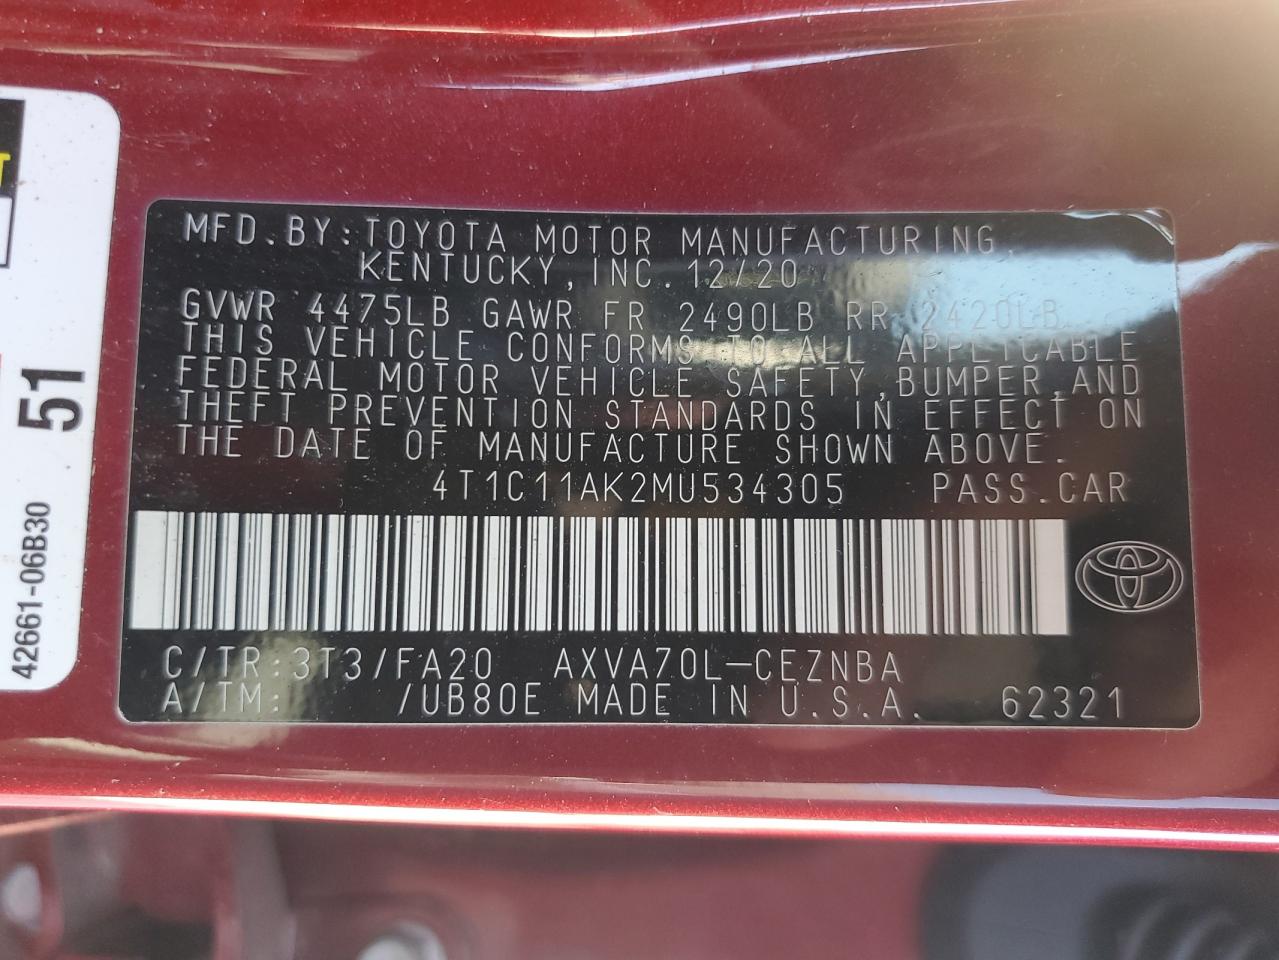 MFD.BY:TOYOTA MOTOR MANUFACTURING,
KENTUCKY,INC. 12/20
GVWR 4475LB GAWR FR 2490LB RR 2420LB
THIS VEHICLE CONFORMS TO ALL APPLICABLE
FEDERAL MOTOR VEHICLE SAFETY,BUMPER,AND
THEFT PREVENTION STANDARDS IN EFFECT ON
THE DATE OF MANUFACTURE SHOWN ABOVE.
4T1C11AK2MU534305 PASS.CAR
C/TR:3T3/FA20 AXVA70L-CEZNBA
A/TM: /UB80E MADE IN U.S.A. 62321
51
42661-06B30